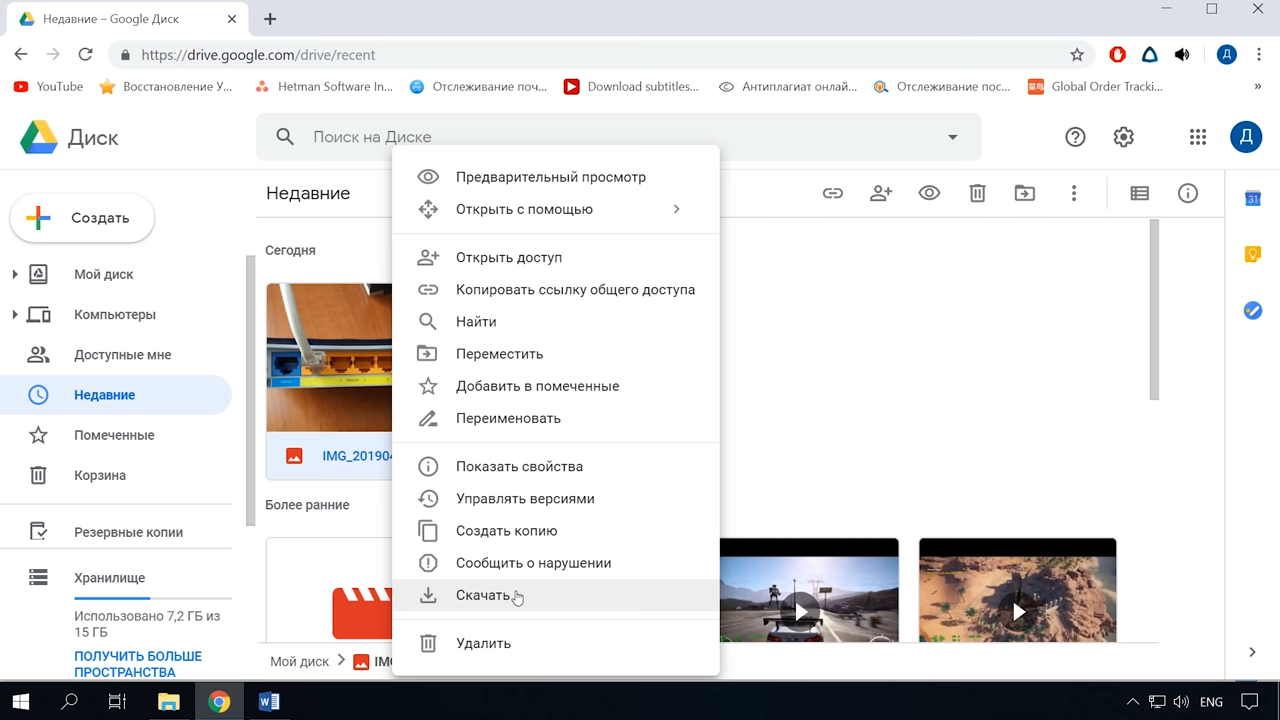 Недавние – Google Диск
https://drive.google.com/drive/recent
Д
YouTube
Восстановление У...
Hetman Software In...
Отслеживание поч...
Download subtitles...
Антиплагиат онлай...
Отслеживание пос...
Global Order Tracki...
»
Диск
Поиск на Диске
Д
Создать
Недавние
31
Мой диск
Компьютеры
Доступные мне
Недавние
Помеченные
Корзина
Резервные копии
Хранилище
Использовано 7,2 ГБ из
15 ГБ
ПОЛУЧИТЬ БОЛЬШЕ
ПРОСТРАНСТВА
Сегодня
IMG_20190
Более ранние
Мой диск
IM
Предварительный просмотр
Открыть с помощью
Открыть доступ
Копировать ссылку общего доступа
Найти
Переместить
Добавить в помеченные
Переименовать
Показать свойства
Управлять версиями
Создать копию
Сообщить о нарушении
Скачать
Удалить
ENG